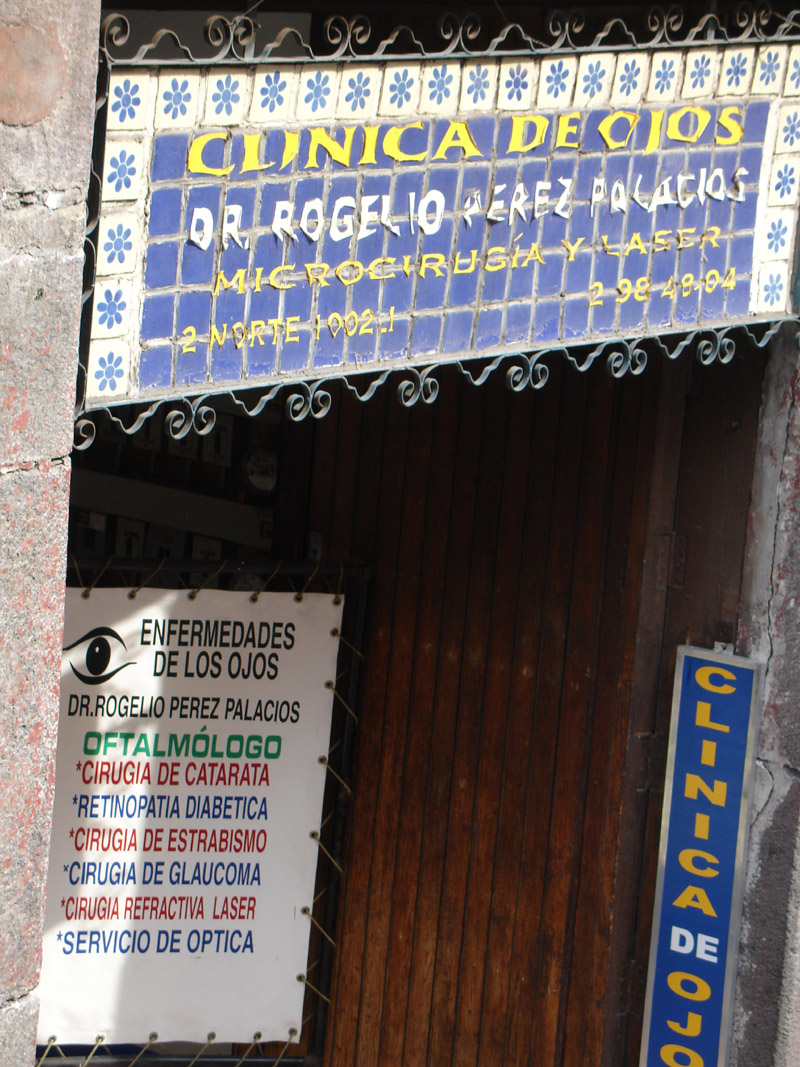 CLINICA DE OJOS
DR. ROGELIO PEREZ PALACIOS
MICROCIRUGÍA Y LASER
2 NORTE 1002-1 2 98 48-04
ENFERMEDADES
DE LOS OJOS
DR.ROGELIO PEREZ PALACIOS
OFTALMÓLOGO
*CIRUGIA DE CATARATA
*RETINOPATIA DIABETICA
*CIRUGIA DE ESTRABISMO
*CIRUGIA DE GLAUCOMA
*CIRUGIA REFRACTIVA LASER
*SERVICIO DE OPTICA
CLINICA DE OJO